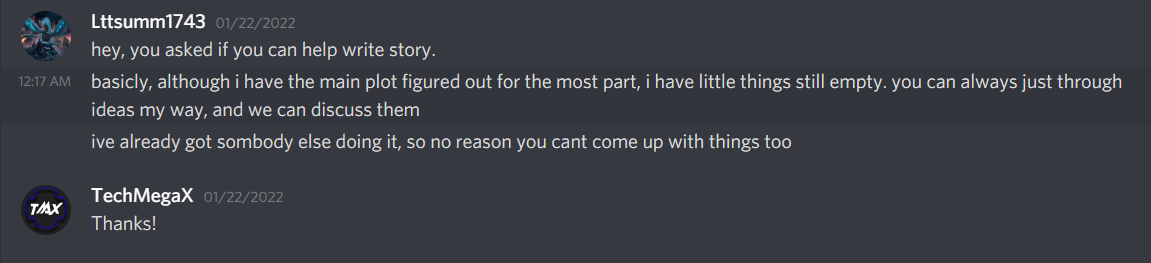 Lttsumm1743 01/22/2022
hey, you asked if you can help write story.
12:17 AM basicly, although i have the main plot figured out for the most part, i have little things still empty. you can always just through
ideas my way, and we can discuss them
ive already got sombody else doing it, so no reason you cant come up with things too
TMX TechMegaX 01/22/2022
Thanks!